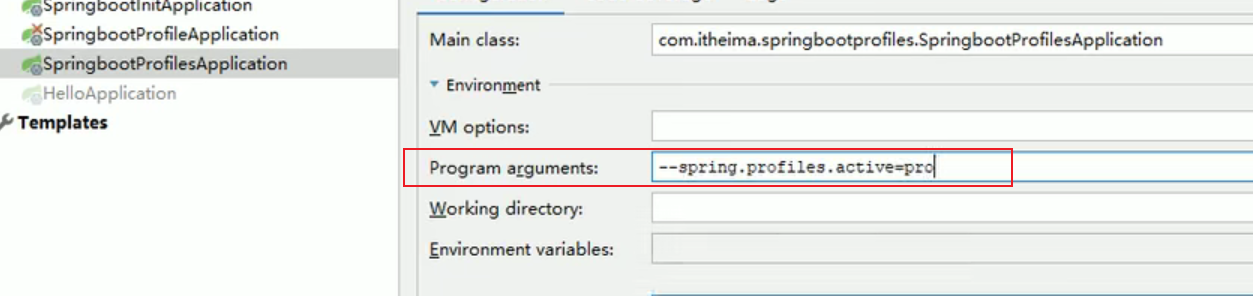 SpringbootInitApplication
SpringbootProfileApplication
SpringbootProfilesApplication
HelloApplication
Templates
Main class: com.itheima.springbootprofiles.SpringbootProfilesApplication
Environment
VM options:
Program arguments: --spring.profiles.active=pro
Working directory:
Environment variables: